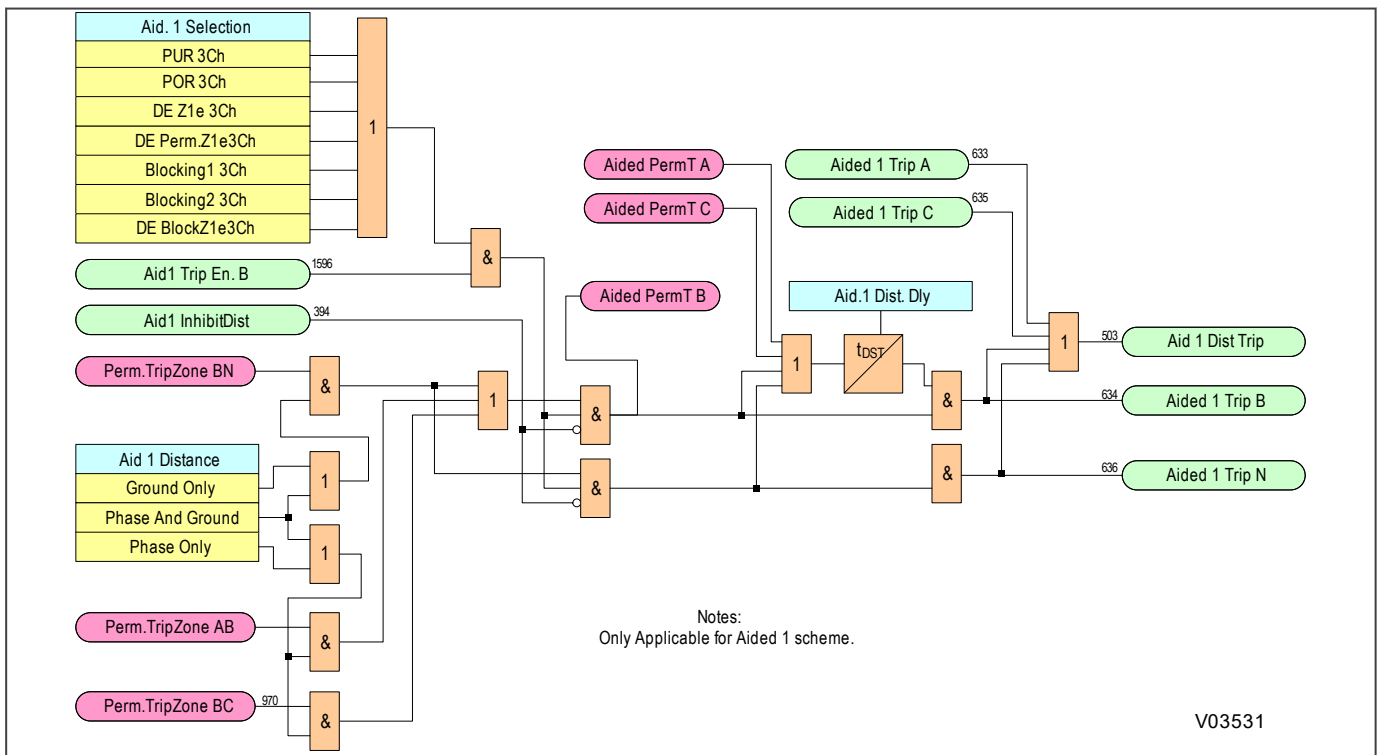 Aid. 1 Selection
PUR 3Ch
POR 3Ch
DE Z1e 3Ch
DE Perm.Z1e3Ch
Blocking1 3Ch
Blocking2 3Ch
DE BlockZ1e3Ch
1
Aid1 Trip En. B
1596
&
Aid1 InhibitDist
394
Perm.TripZone BN
&
1
&
&
Aid 1 Distance
Ground Only
Phase And Ground
Phase Only
1
1
Perm.TripZone AB
&
Perm.TripZone BC
970
&
Aided PermT A
Aided PermT C
Aided PermT B
Aided 1 Trip A
633
Aided 1 Trip C
635
Aid.1 Dist. Dly
1
tDST
&
&
1
503
Aid 1 Dist Trip
634
Aided 1 Trip B
636
Aided 1 Trip N
Notes:
Only Applicable for Aided 1 scheme.
V03531